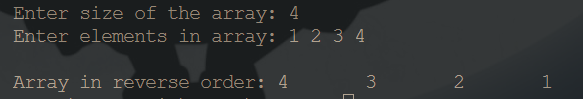 Enter size of the array: 4
Enter elements in array: 1 2 3 4
Array in reverse order: 4 3 2 1